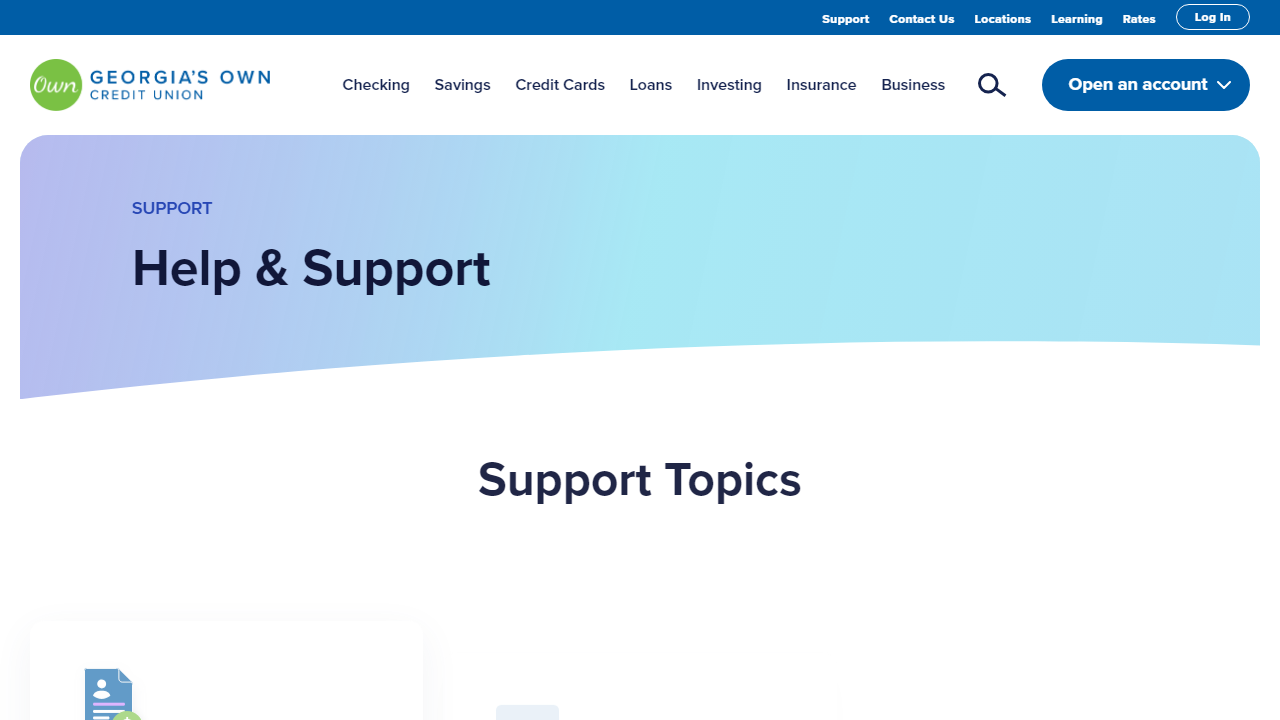 Support Contact Us Locations Learning Rates Log In
Own GEORGIA'S OWN
CREDIT UNION
Checking Savings Credit Cards Loans Investing Insurance Business Open an account
SUPPORT
Help & Support
Support Topics